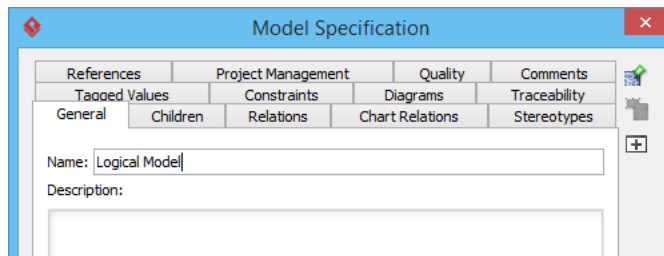 Model Specification
References Project Management Quality Comments
Tagged Values Constraints Diagrams Traceability
General Children Relations Chart Relations Stereotypes
Name: Logical Model
Description: